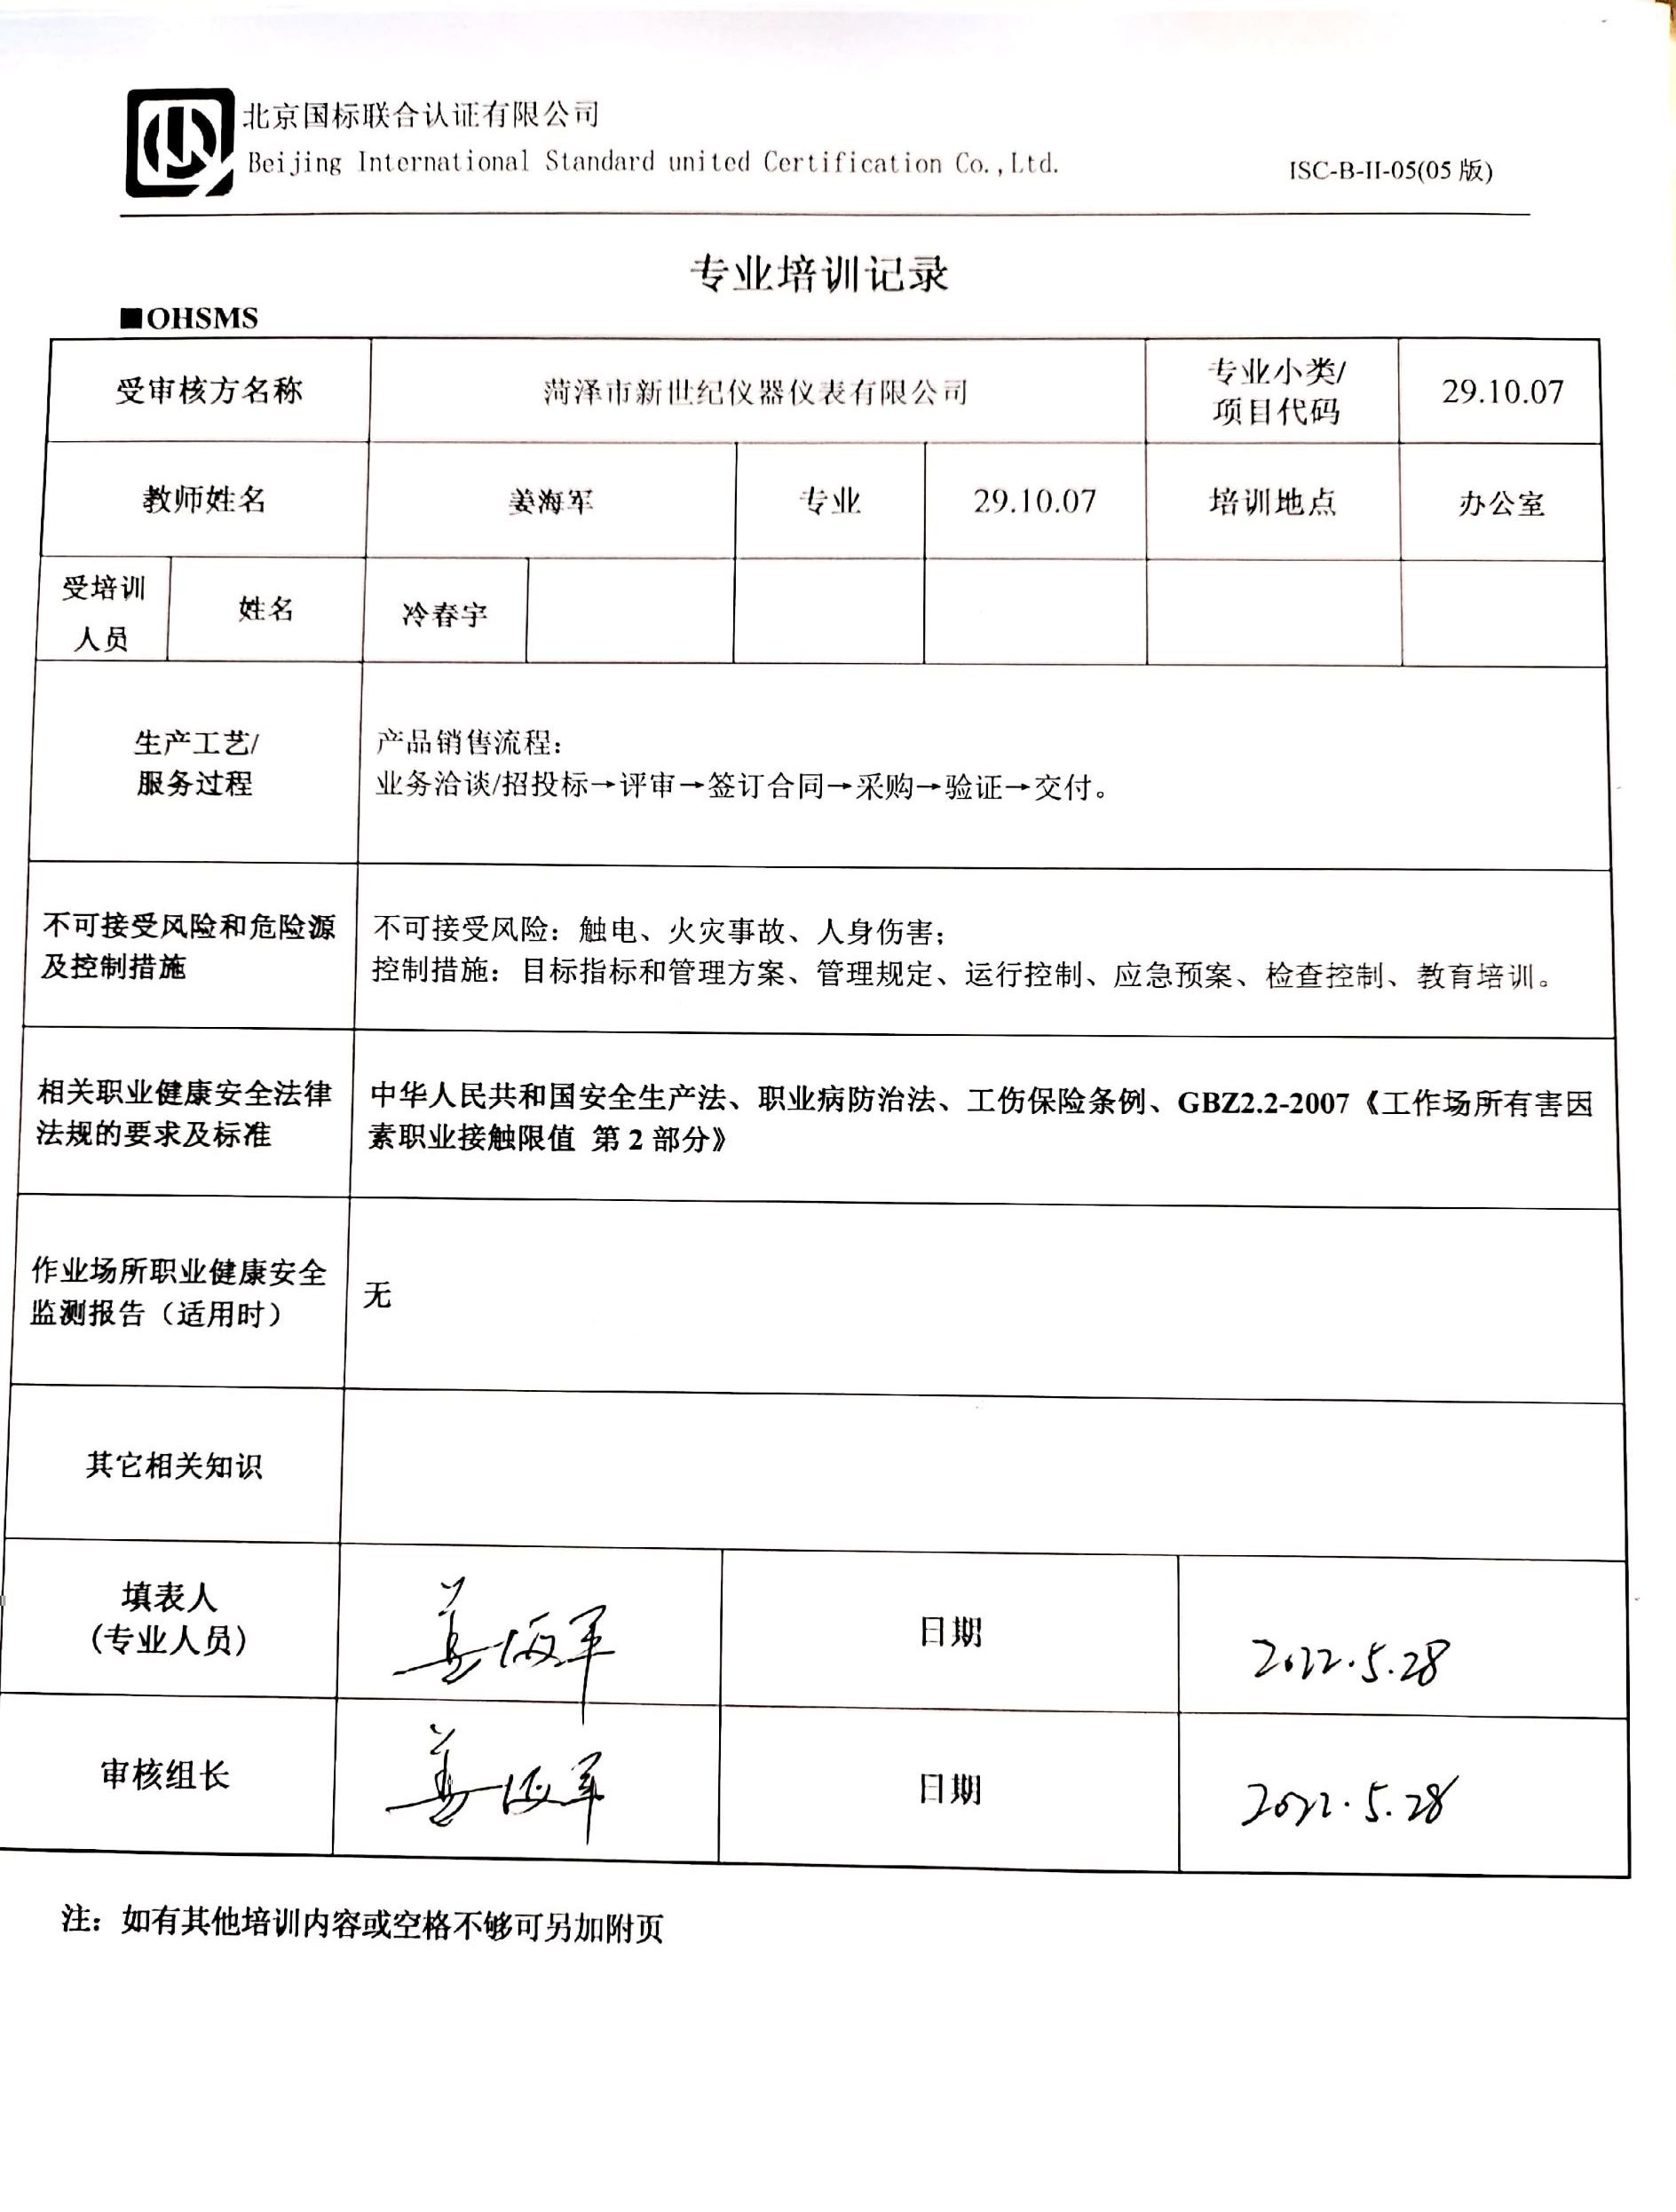 北京国标联合认证有限公司
Beijing International Standard united Certification Co.,Ltd.
ISC-B-II-05(05 版)
专业培训记录
■OHSMS
受审核方名称
菏泽市新世纪仪器仪表有限公司
专业小类/
项目代码
29.10.07
教师姓名
姜海军
专业
29.10.07
培训地点
办公室
受培训
人员
姓名
冷春宇
生产工艺/
服务过程
产品销售流程：
业务洽谈/招投标→评审→签订合同→采购→验证→交付。
不可接受风险和危险源
及控制措施
不可接受风险：触电、火灾事故、人身伤害；
控制措施：目标指标和管理方案、管理规定、运行控制、应急预案、检查控制、教育培训。
相关职业健康安全法律
法规的要求及标准
中华人民共和国安全生产法、职业病防治法、工伤保险条例、GBZ2.2-2007《工作场所有害因
素职业接触限值 第 2 部分》
作业场所职业健康安全
监测报告（适用时）
无
其它相关知识
填表人
（专业人员）
姜海军
日期
2022.5.28
审核组长
姜海军
日期
2022.5.28
注：如有其他培训内容或空格不够可另加附页